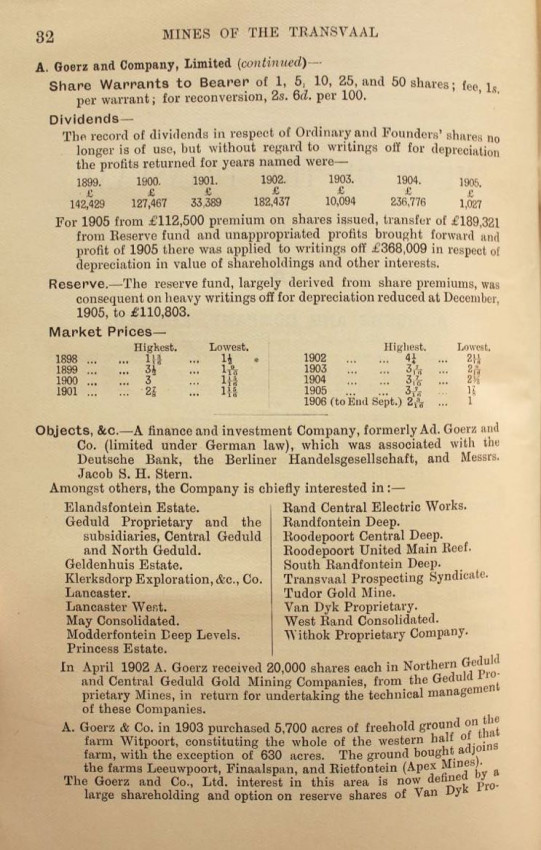 32 MINES OF THE TRANSVAAL
A. Goerz and Company, Limited (continued)—
Share Warrants to Bearer of 1, 5, 10, 25, and 50 shares; fee, 1s.
per warrant; for reconversion, 2s. 6d. per 100.
Dividends—
The record of dividends in respect of Ordinary and Founders' shares no
longer is of use, but without regard to writings off for depreciation
the profits returned for years named were—
1899. 1900. 1901. 1902. 1903. 1904. 1905.
£ £ £ £ £ £ £
142,429 127,467 33,389 182,437 10,094 236,776 1,027
For 1905 from £112,500 premium on shares issued, transfer of £189,321
from Reserve fund and unappropriated profits brought forward and
profit of 1905 there was applied to writings off £368,009 in respect of
depreciation in value of shareholdings and other interests.
Reserve.—The reserve fund, largely derived from share premiums, was
consequent on heavy writings off for depreciation reduced at December,
1905, to £110,803.
Market Prices—
Highest. Lowest. Highest. Lowest.
1898 ... ... ... 1902 ... ... ...
1899 ... ... ... 1903 ... ... ...
1900 ... ... 3 ... 1904 ... ... ...
1901 ... ... 2⅞ ... 1905 ... ... ...
1906 (to End Sept.) ... 1
Objects, &c.—A finance and investment Company, formerly Ad. Goerz and
Co. (limited under German law), which was associated with the
Deutsche Bank, the Berliner Handelsgesellschaft, and Messrs.
Jacob S. H. Stern.
Amongst others, the Company is chiefly interested in:—
Elandsfontein Estate.
Geduld Proprietary and the
subsidiaries, Central Geduld
and North Geduld.
Geldenhuis Estate.
Klerksdorp Exploration, &c., Co.
Lancaster.
Lancaster West.
May Consolidated.
Modderfontein Deep Levels.
Princess Estate.
Rand Central Electric Works.
Randfontein Deep.
Roodepoort Central Deep.
Roodepoort United Main Reef.
South Randfontein Deep.
Transvaal Prospecting Syndicate.
Tudor Gold Mine.
Van Dyk Proprietary.
West Rand Consolidated.
Withok Proprietary Company.
In April 1902 A. Goerz received 20,000 shares each in Northern Geduld
and Central Geduld Gold Mining Companies, from the Geduld Pro-
prietary Mines, in return for undertaking the technical management
of these Companies.
A. Goerz & Co. in 1903 purchased 5,700 acres of freehold ground on the
farm Witpoort, constituting the whole of the western half of that
farm, with the exception of 630 acres. The ground bought adjoins
the farms Leeuwpoort, Finaalspan, and Rietfontein (Apex Mines).
The Goerz and Co., Ltd. interest in this area is now defined by a
large shareholding and option on reserve shares of Van Dyk Pro-